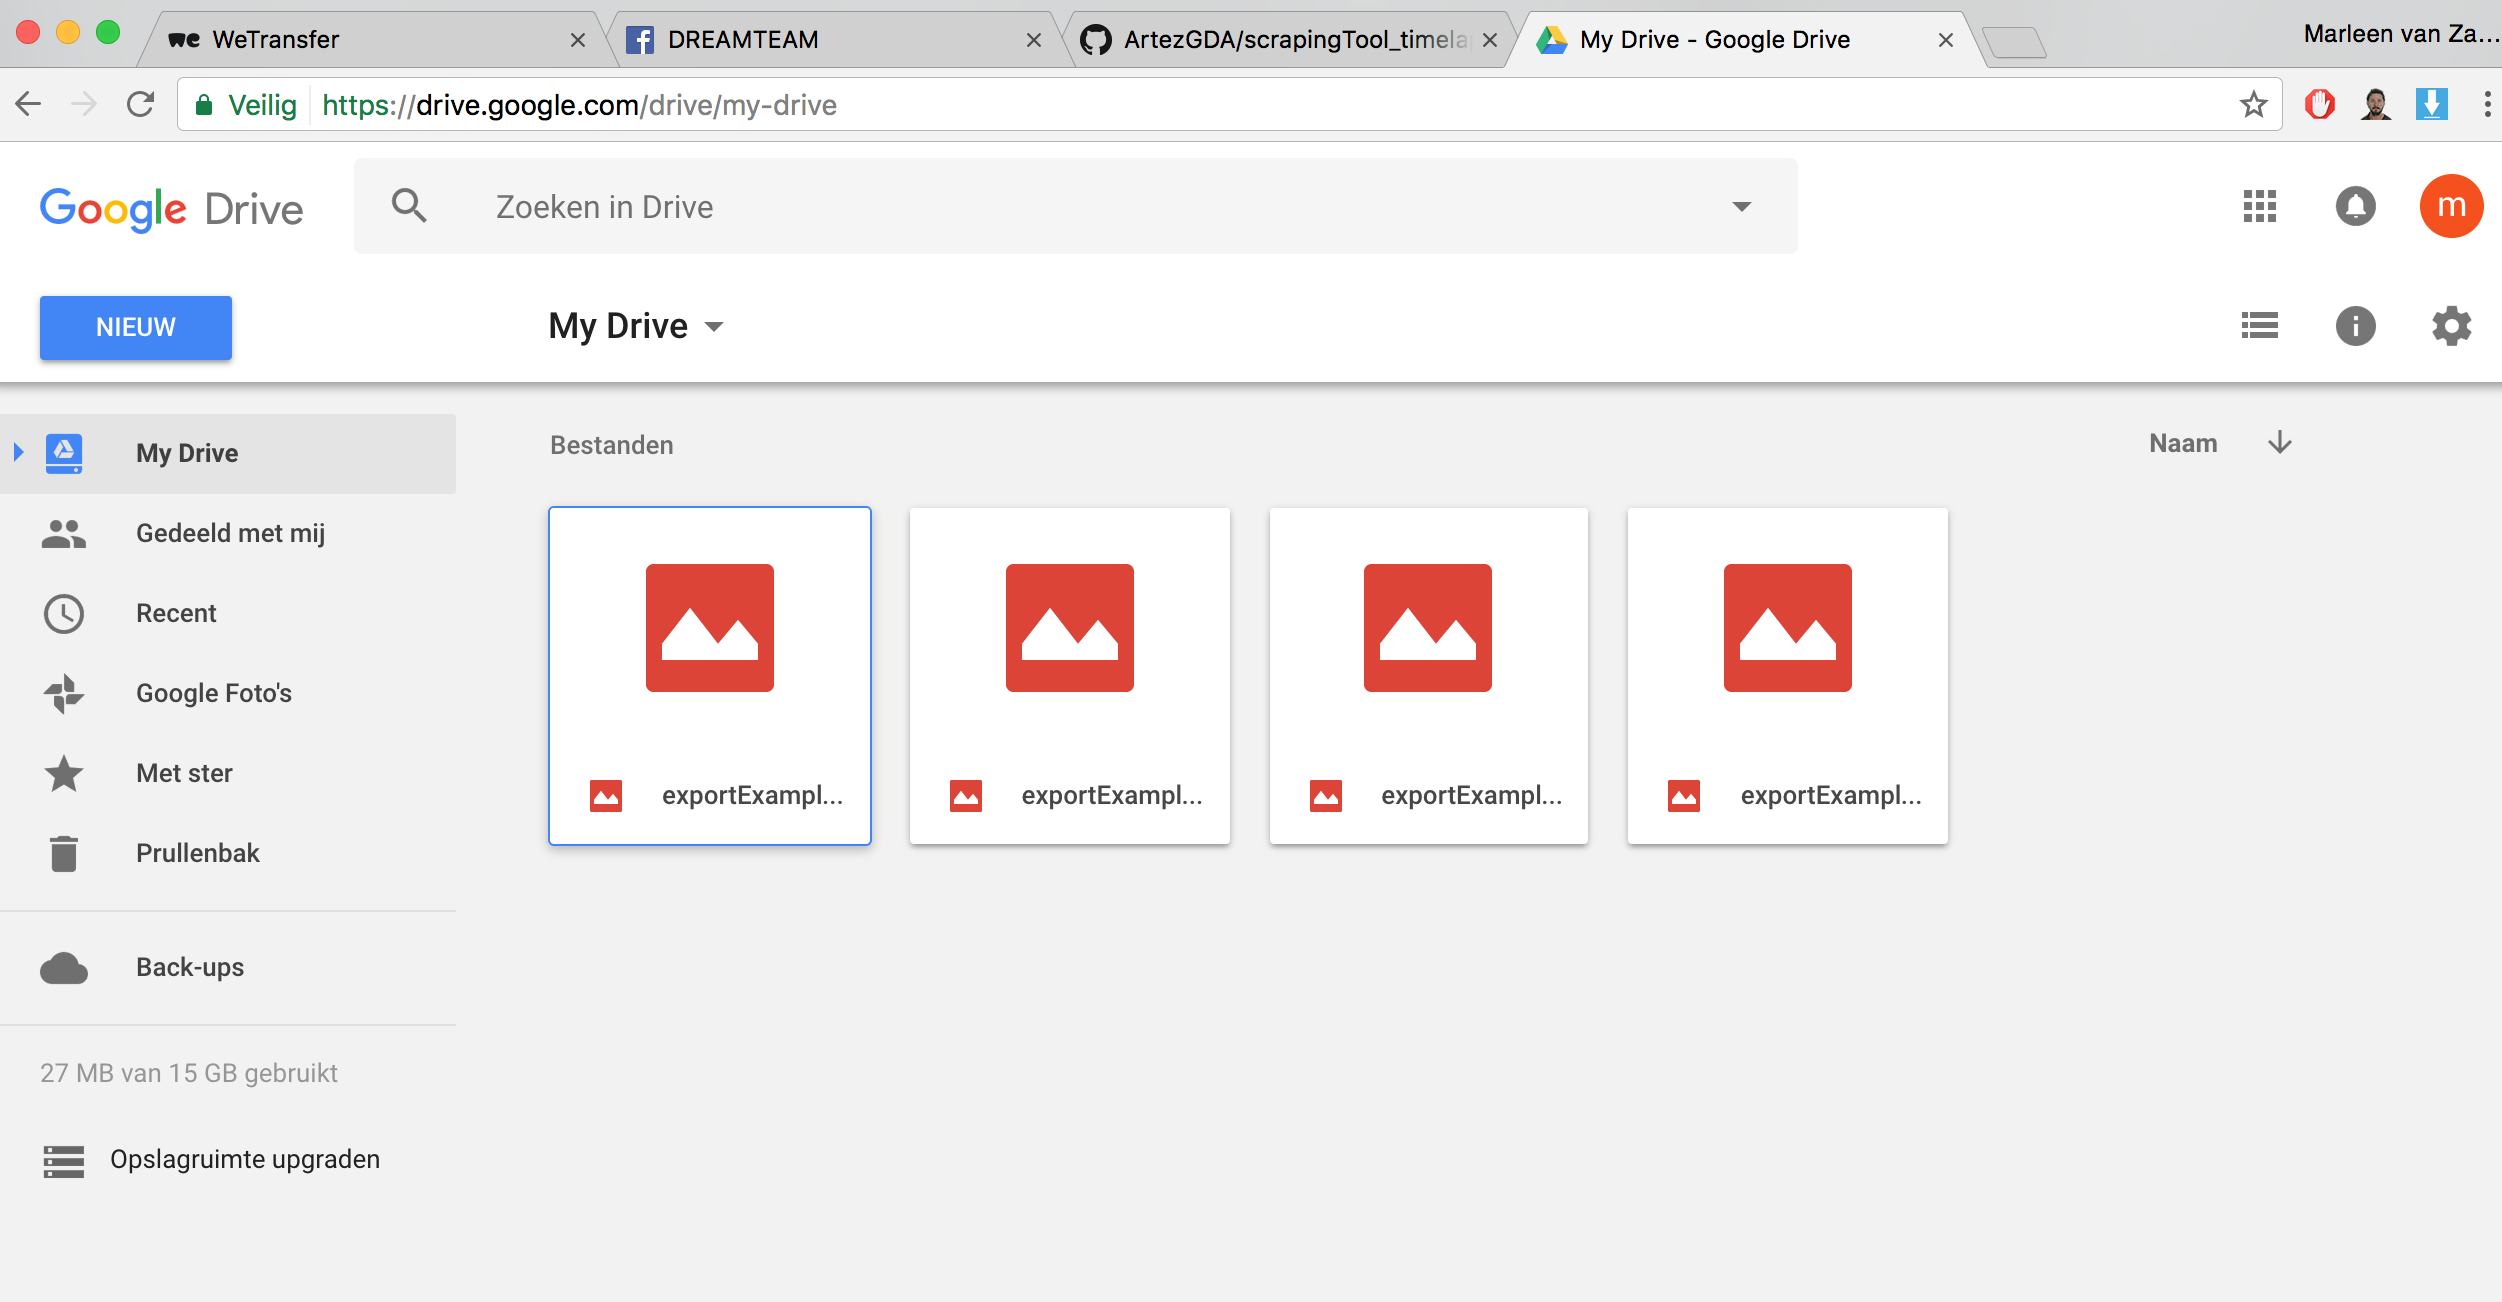 WeTransfer
DREAMTEAM
ArtezGDA/scrapingTool_timela
My Drive - Google Drive
Marleen van Za...
Veilig
https://drive.google.com/drive/my-drive
Google Drive
Zoeken in Drive
m
NIEUW
My Drive
My Drive
Gedeeld met mij
Recent
Google Foto's
Met ster
Prullenbak
Back-ups
27 MB van 15 GB gebruikt
Opslagruimte upgraden
Bestanden
Naam
exportExampl...
exportExampl...
exportExampl...
exportExampl...